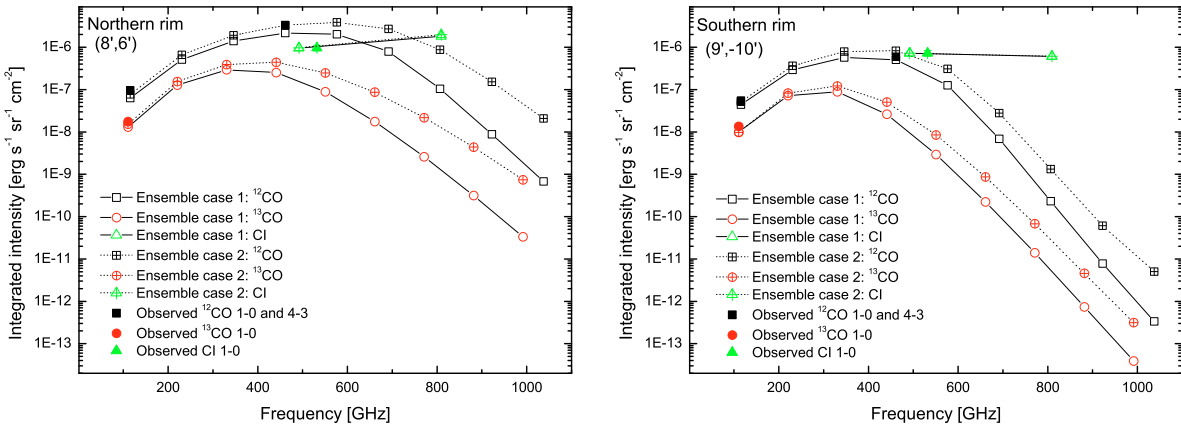 Northern rim
(8',6')
Integrated intensity [erg s⁻¹ sr⁻¹ cm⁻²]
1E-6
1E-7
1E-8
1E-9
1E-10
1E-11
1E-12
1E-13
Ensemble case 1: ¹²CO
Ensemble case 1: ¹³CO
Ensemble case 1: CI
Ensemble case 2: ¹²CO
Ensemble case 2: ¹³CO
Ensemble case 2: CI
Observed ¹²CO 1-0 and 4-3
Observed ¹³CO 1-0
Observed CI 1-0
200 400 600 800 1000
Frequency [GHz]
Southern rim
(9',-10')
Integrated intensity [erg s⁻¹ sr⁻¹ cm⁻²]
1E-6
1E-7
1E-8
1E-9
1E-10
1E-11
1E-12
1E-13
Ensemble case 1: ¹²CO
Ensemble case 1: ¹³CO
Ensemble case 1: CI
Ensemble case 2: ¹²CO
Ensemble case 2: ¹³CO
Ensemble case 2: CI
Observed ¹²CO 1-0 and 4-3
Observed ¹³CO 1-0
Observed CI 1-0
200 400 600 800 1000
Frequency [GHz]